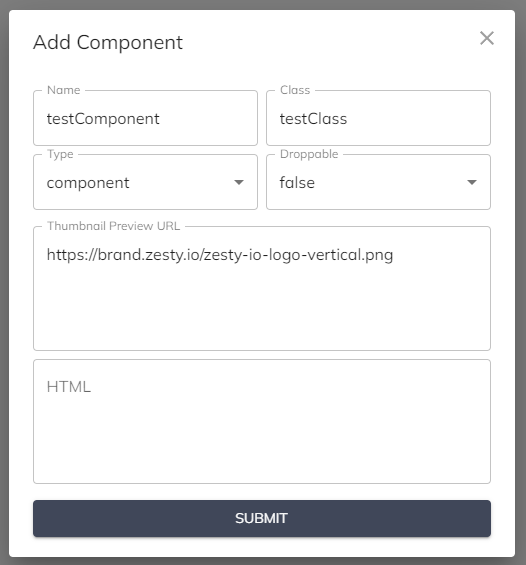 Add Component
Name
testComponent
Class
testClass
Type
component
Droppable
false
Thumbnail Preview URL
https://brand.zesty.io/zesty-io-logo-vertical.png
HTML
SUBMIT